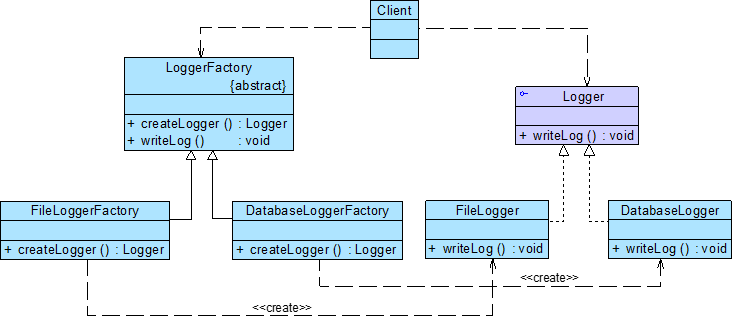 Client
LoggerFactory
{abstract}
+ createLogger () : Logger
+ writeLog () : void
Logger
+ writeLog () : void
FileLoggerFactory
+ createLogger () : Logger
DatabaseLoggerFactory
+ createLogger () : Logger
FileLogger
+ writeLog () : void
DatabaseLogger
+ writeLog () : void
<<create>>
<<create>>